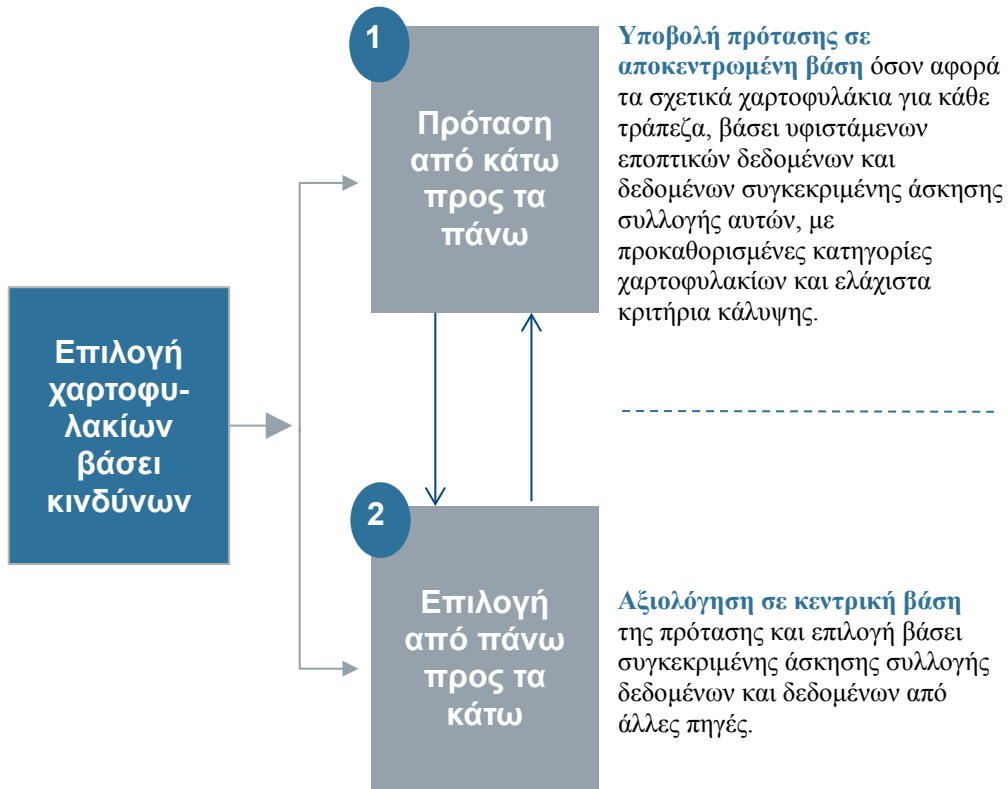 Επιλογή
χαρτοφυ-
λακίων
βάσει
κινδύνων
1
Πρόταση
από κάτω
προς τα
πάνω
Υποβολή πρότασης σε
αποκεντρωμένη βάση όσον αφορά
τα σχετικά χαρτοφυλάκια για κάθε
τράπεζα, βάσει υφιστάμενων
εποπτικών δεδομένων και
δεδομένων συγκεκριμένης άσκησης
συλλογής αυτών, με
προκαθορισμένες κατηγορίες
χαρτοφυλακίων και ελάχιστα
κριτήρια κάλυψης.
2
Επιλογή
από πάνω
προς τα
κάτω
Αξιολόγηση σε κεντρική βάση
της πρότασης και επιλογή βάσει
συγκεκριμένης άσκησης συλλογής
δεδομένων και δεδομένων από
άλλες πηγές.